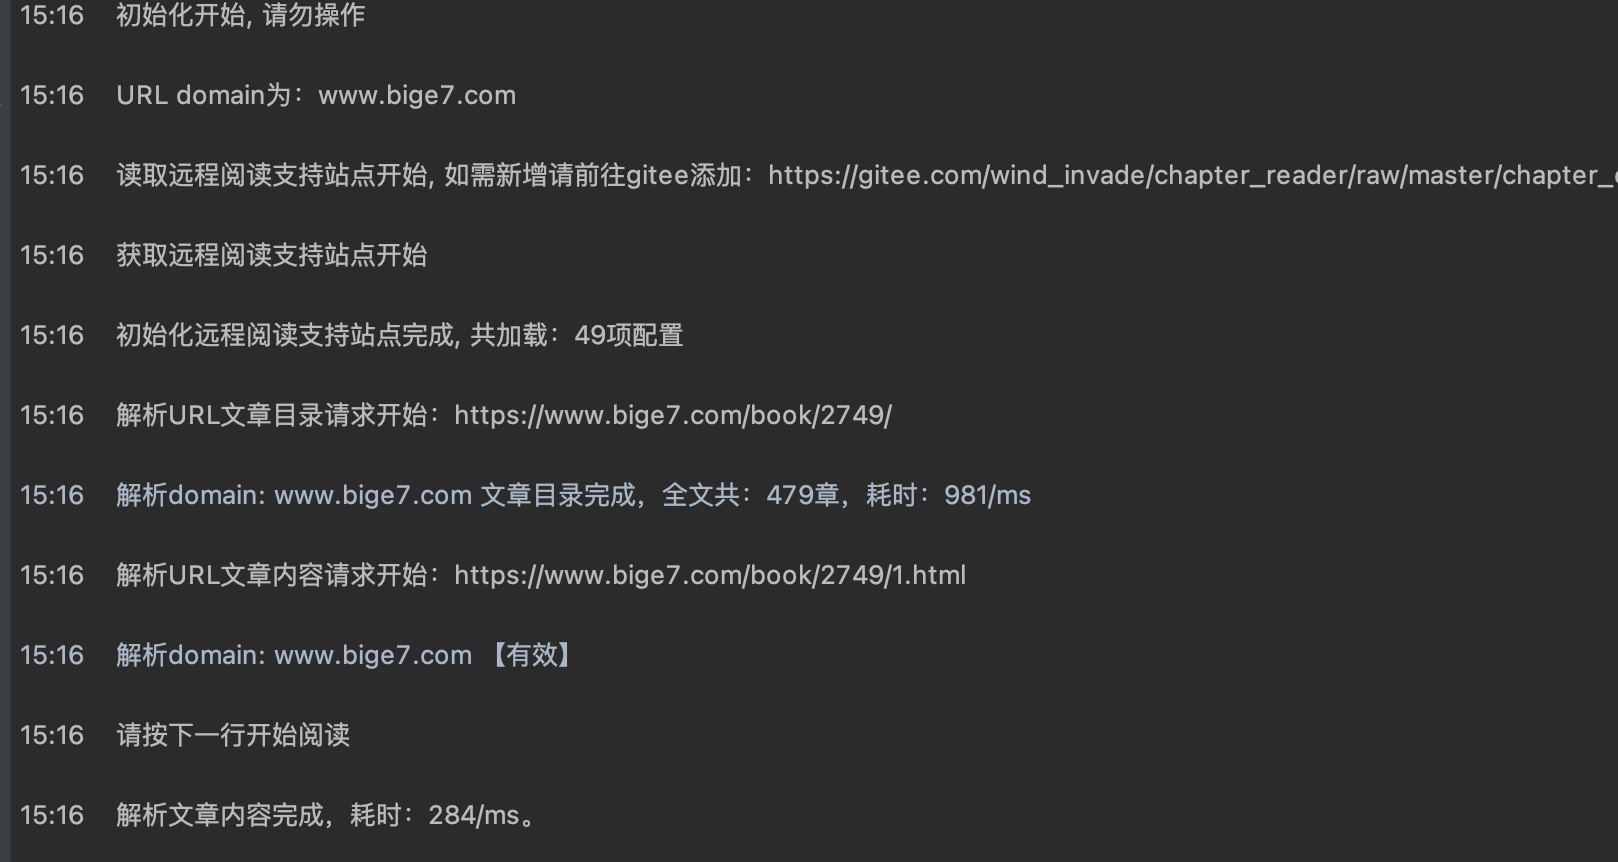 15:16 初始化开始, 请勿操作
15:16 URL domain为：www.bige7.com
15:16 读取远程阅读支持站点开始, 如需新增请前往gitee添加：https://gitee.com/wind_invade/chapter_reader/raw/master/chapter_
15:16 获取远程阅读支持站点开始
15:16 初始化远程阅读支持站点完成, 共加载：49项配置
15:16 解析URL文章目录请求开始：https://www.bige7.com/book/2749/
15:16 解析domain: www.bige7.com 文章目录完成，全文共：479章，耗时：981/ms
15:16 解析URL文章内容请求开始：https://www.bige7.com/book/2749/1.html
15:16 解析domain: www.bige7.com 【有效】
15:16 请按下一行开始阅读
15:16 解析文章内容完成，耗时：284/ms。